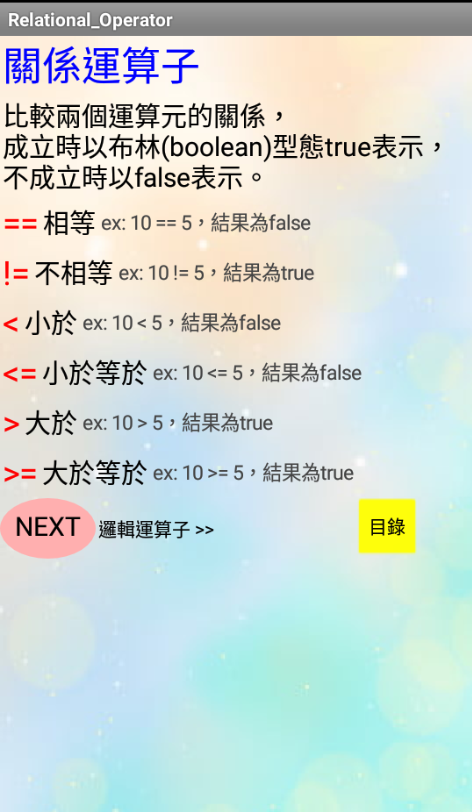 Relational_Operator
關係運算子
比較兩個運算元的關係，
成立時以布林(boolean)型態true表示，
不成立時以false表示。
== 相等 ex: 10 == 5，結果為false
!= 不相等 ex: 10 != 5，結果為true
< 小於 ex: 10 < 5，結果為false
<= 小於等於 ex: 10 <= 5，結果為false
> 大於 ex: 10 > 5，結果為true
>= 大於等於 ex: 10 >= 5，結果為true
NEXT 邏輯運算子 >> 目錄